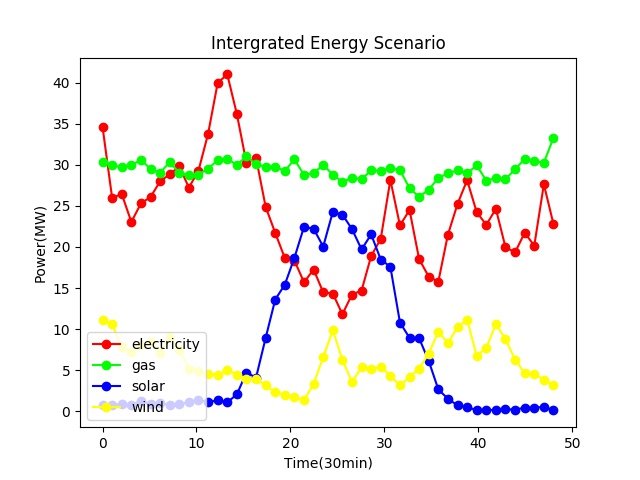 Intergrated Energy Scenario
Power(MW)
40
35
30
25
20
15
10
5
0
electricity
gas
solar
wind
0 10 20 30 40 50
Time(30min)